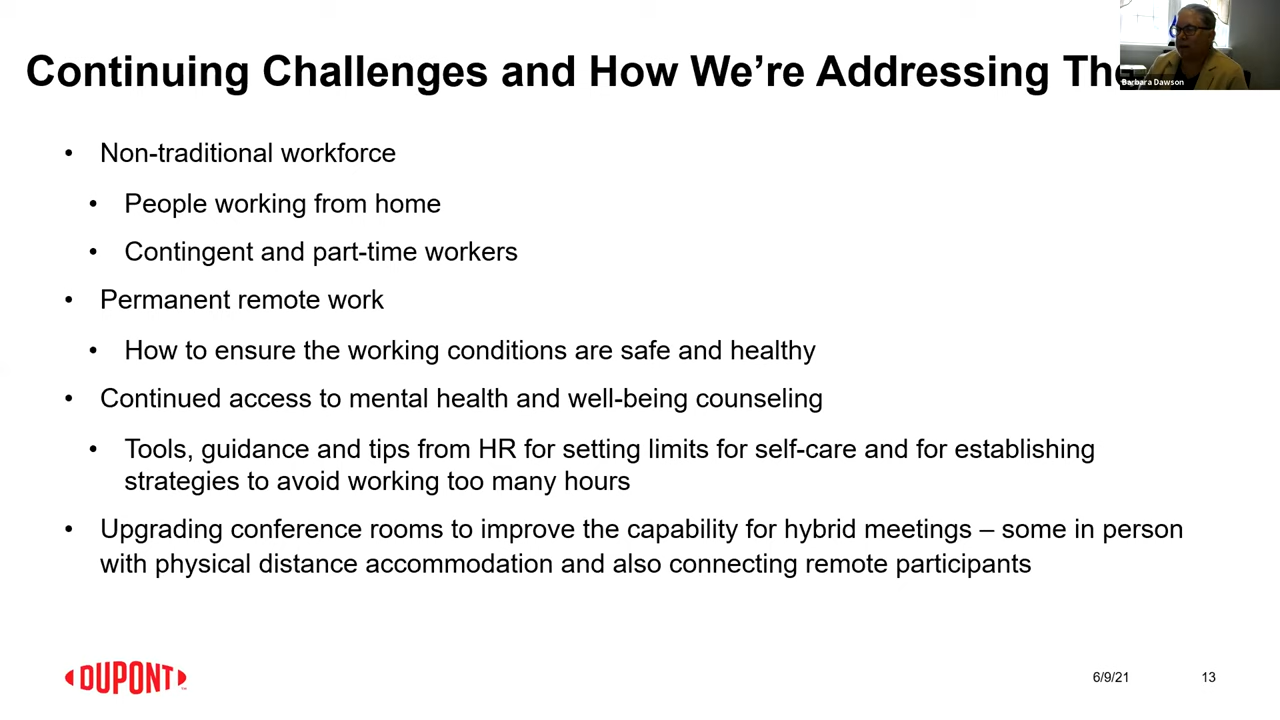 Continuing Challenges and How We’re Addressing
Barbara Dawson
• Non-traditional workforce
• People working from home
• Contingent and part-time workers
• Permanent remote work
• How to ensure the working conditions are safe and healthy
• Continued access to mental health and well-being counseling
• Tools, guidance and tips from HR for setting limits for self-care and for establishing
strategies to avoid working too many hours
• Upgrading conference rooms to improve the capability for hybrid meetings – some in person
with physical distance accommodation and also connecting remote participants
DUPONT™
6/9/21
13